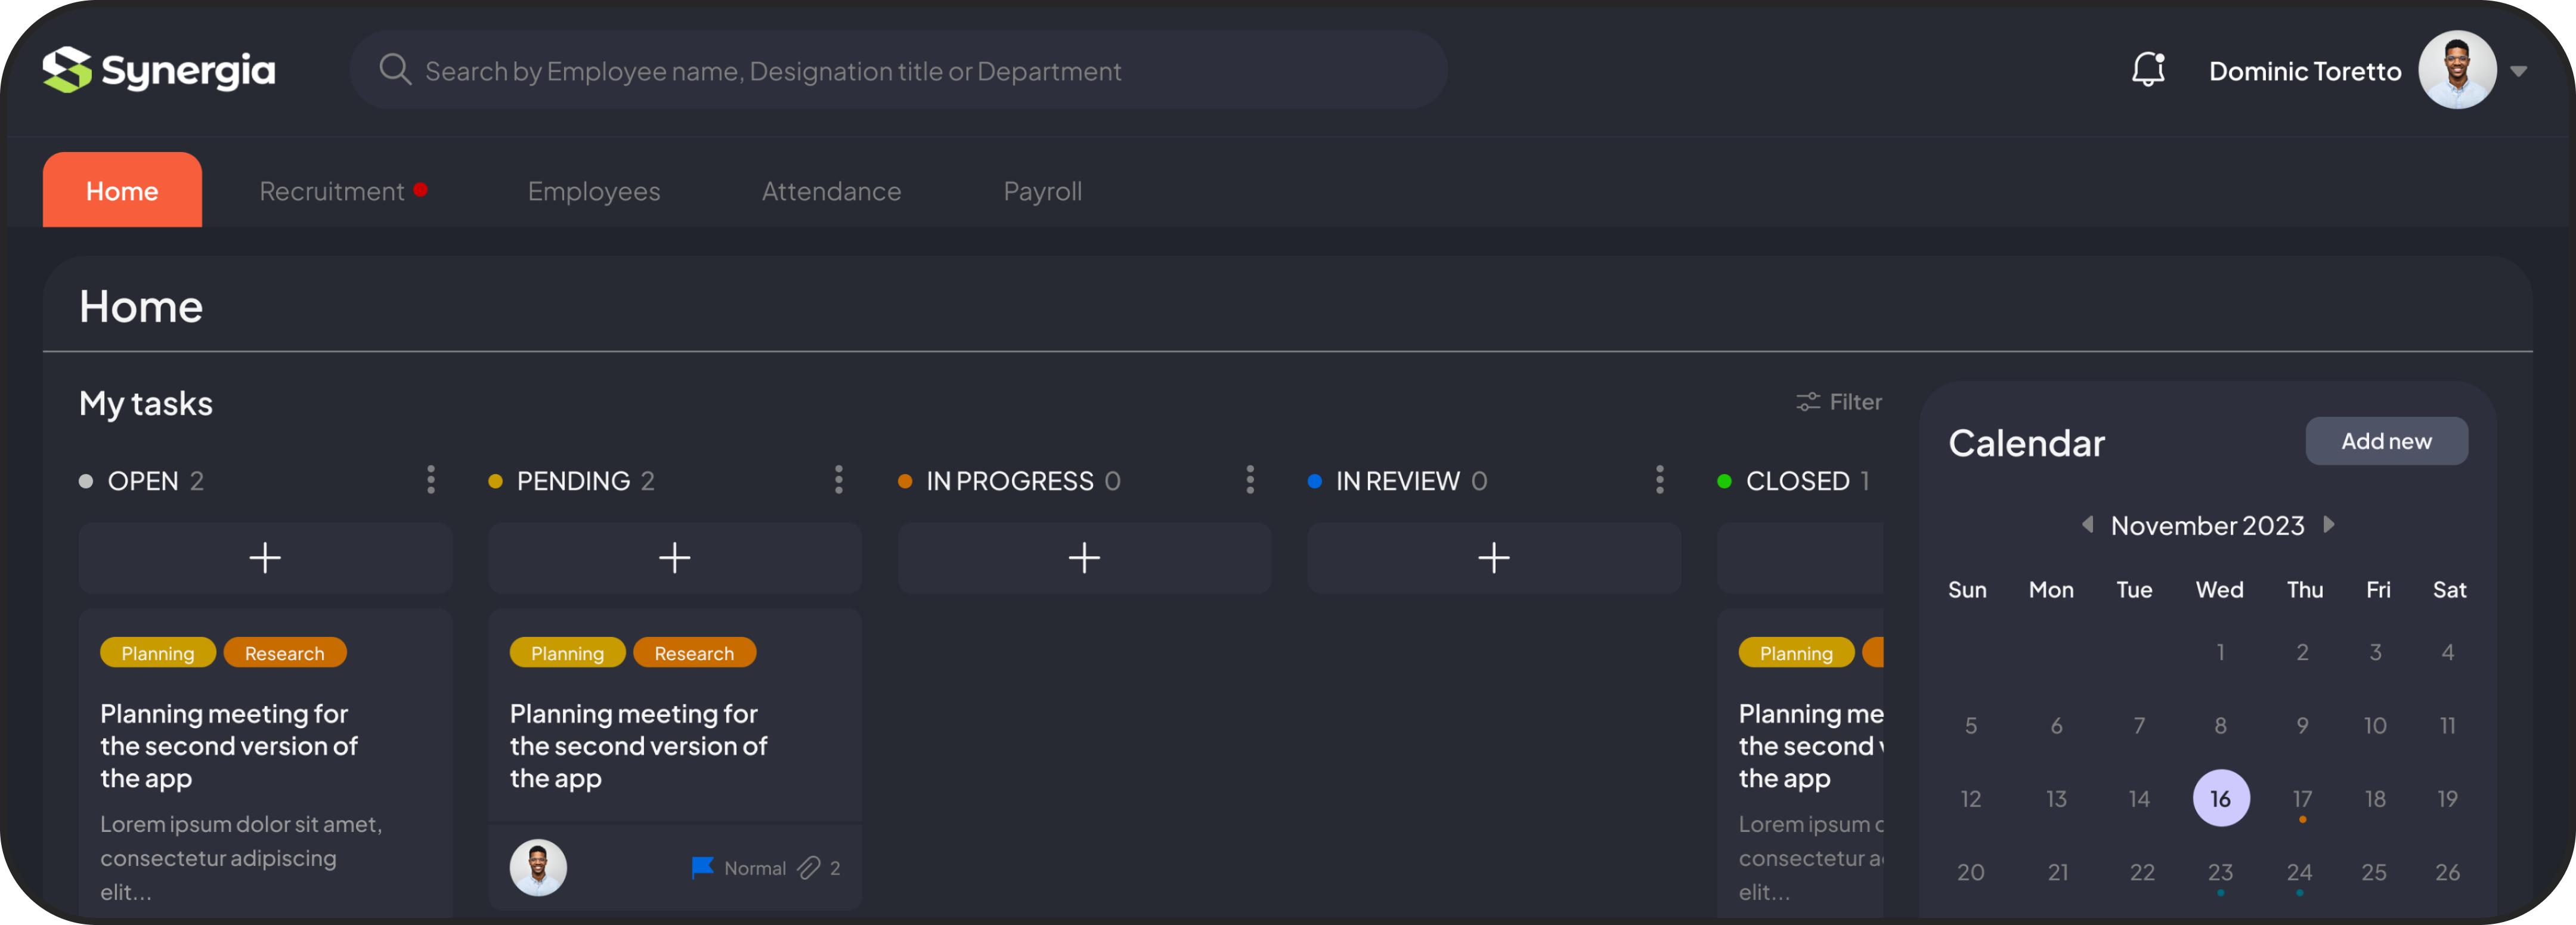 Synergia
Search by Employee name, Designation title or Department
Dominic Toretto
Home
Recruitment
Employees
Attendance
Payroll
Home
My tasks
Filter
OPEN 2
PENDING 2
IN PROGRESS 0
IN REVIEW 0
CLOSED 1
Planning Research
Planning meeting for
the second version of
the app
Lorem ipsum dolor sit amet,
consectetur adipiscing
elit...
Planning Research
Planning meeting for
the second version of
the app
Normal 2
Planning
Planning me
the second v
the app
Lorem ipsum
consectetur a
elit...
Calendar
Add new
November 2023
Sun Mon Tue Wed Thu Fri Sat
1 2 3 4
5 6 7 8 9 10 11
12 13 14 16 17 18 19
20 21 22 23 24 25 26